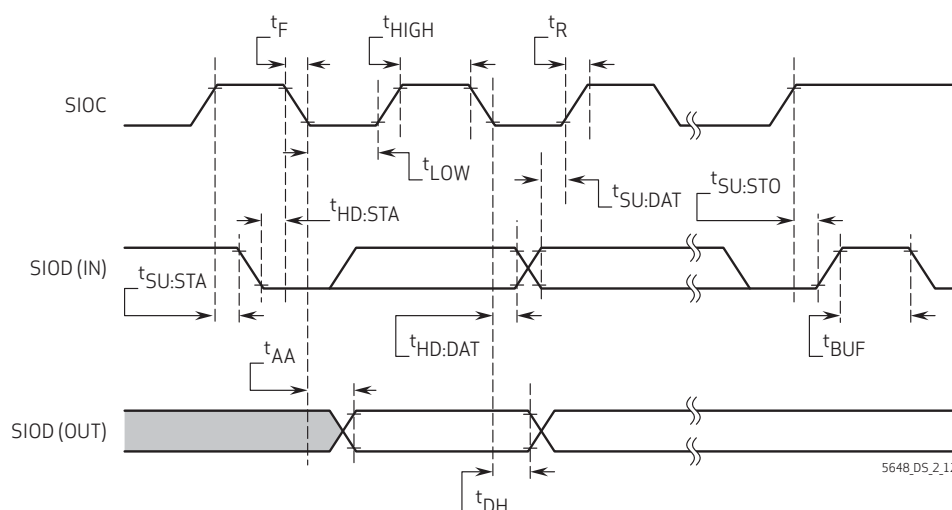 tF
tHIGH
tR
SIOC
tLOW
tSU:DAT
tSU:STO
tHD:STA
SIOD (IN)
tSU:STA
tAA
tHD:DAT
tBUF
SIOD (OUT)
5648_DS_2_12
tDH